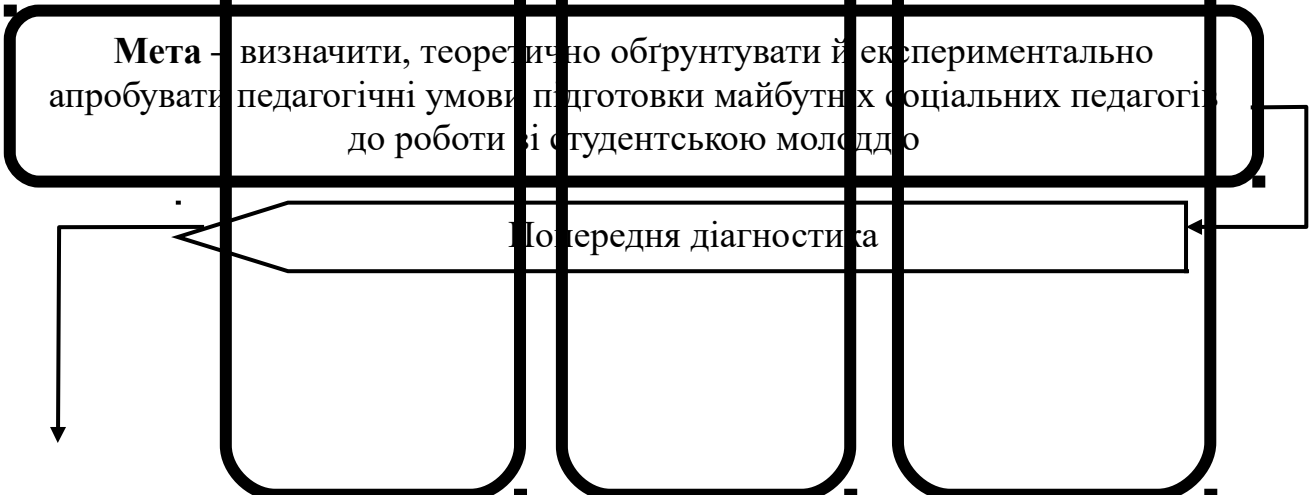 Мета – визначити, теоретично обґрунтувати й експериментально
апробувати педагогічні умови підготовки майбутніх соціальних педагогів
до роботи зі студентською молоддю
Попередня діагностика